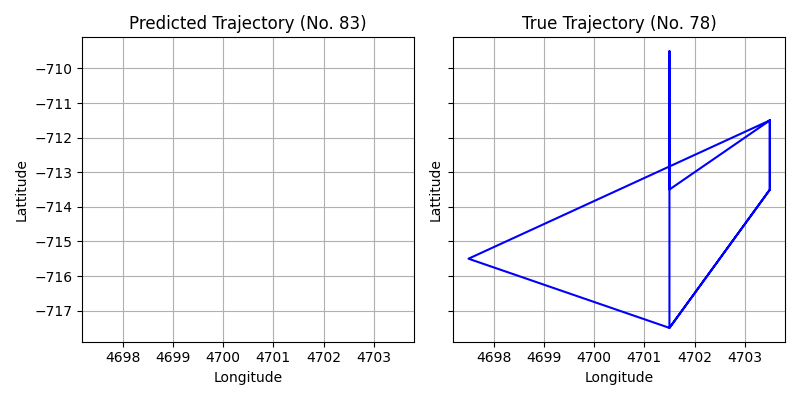 Predicted Trajectory (No. 83)
True Trajectory (No. 78)
−710
−711
−712
−713
−714
−715
−716
−717
Lattitude
Lattitude
4698 4699 4700 4701 4702 4703
4698 4699 4700 4701 4702 4703
Longitude
Longitude